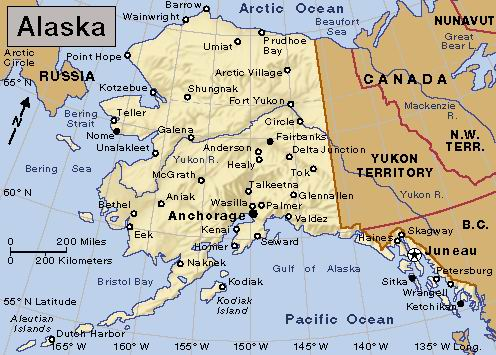 Alaska
Barrow
Wainwright
Arctic Ocean
Beaufort
Sea
NUNAVUT
Great
Bear L.
Prudhoe
Bay
Umiat
Point Hope
Arctic
Circle
65° N
RUSSIA
Arctic Village
CANADA
Kotzebue
Shungnak
Fort Yukon
Mackenzie
R.
N
Teller
Bering
Strait
Nome
Circle
Galena
Fairbanks
N.W.
TERR.
Unalakleet
Yukon R.
Anderson
Delta Junction
Healy
YUKON
TERRITORY
Bering Sea
McGrath
Tok
Talkeetna
Yukon R.
60° N
Aniak
Wasilla
Palmer
Glennallen
Bethel
Anchorage
Valdez
B.C.
Eek
Kenai
Skagway
Haines
0 200 Miles
0 200 Kilometers
Homer
Seward
Juneau
Naknek
Gulf of Alaska
Petersburg
Bristol Bay
Kodiak
Sitka
Wrangell
55° N Latitude
Kodiak
Island
Ketchikan
Aleutian
Islands
Pacific Ocean
Dutch Harbor
165° W
155° W
150° W
145° W
140° W
135° W Long.